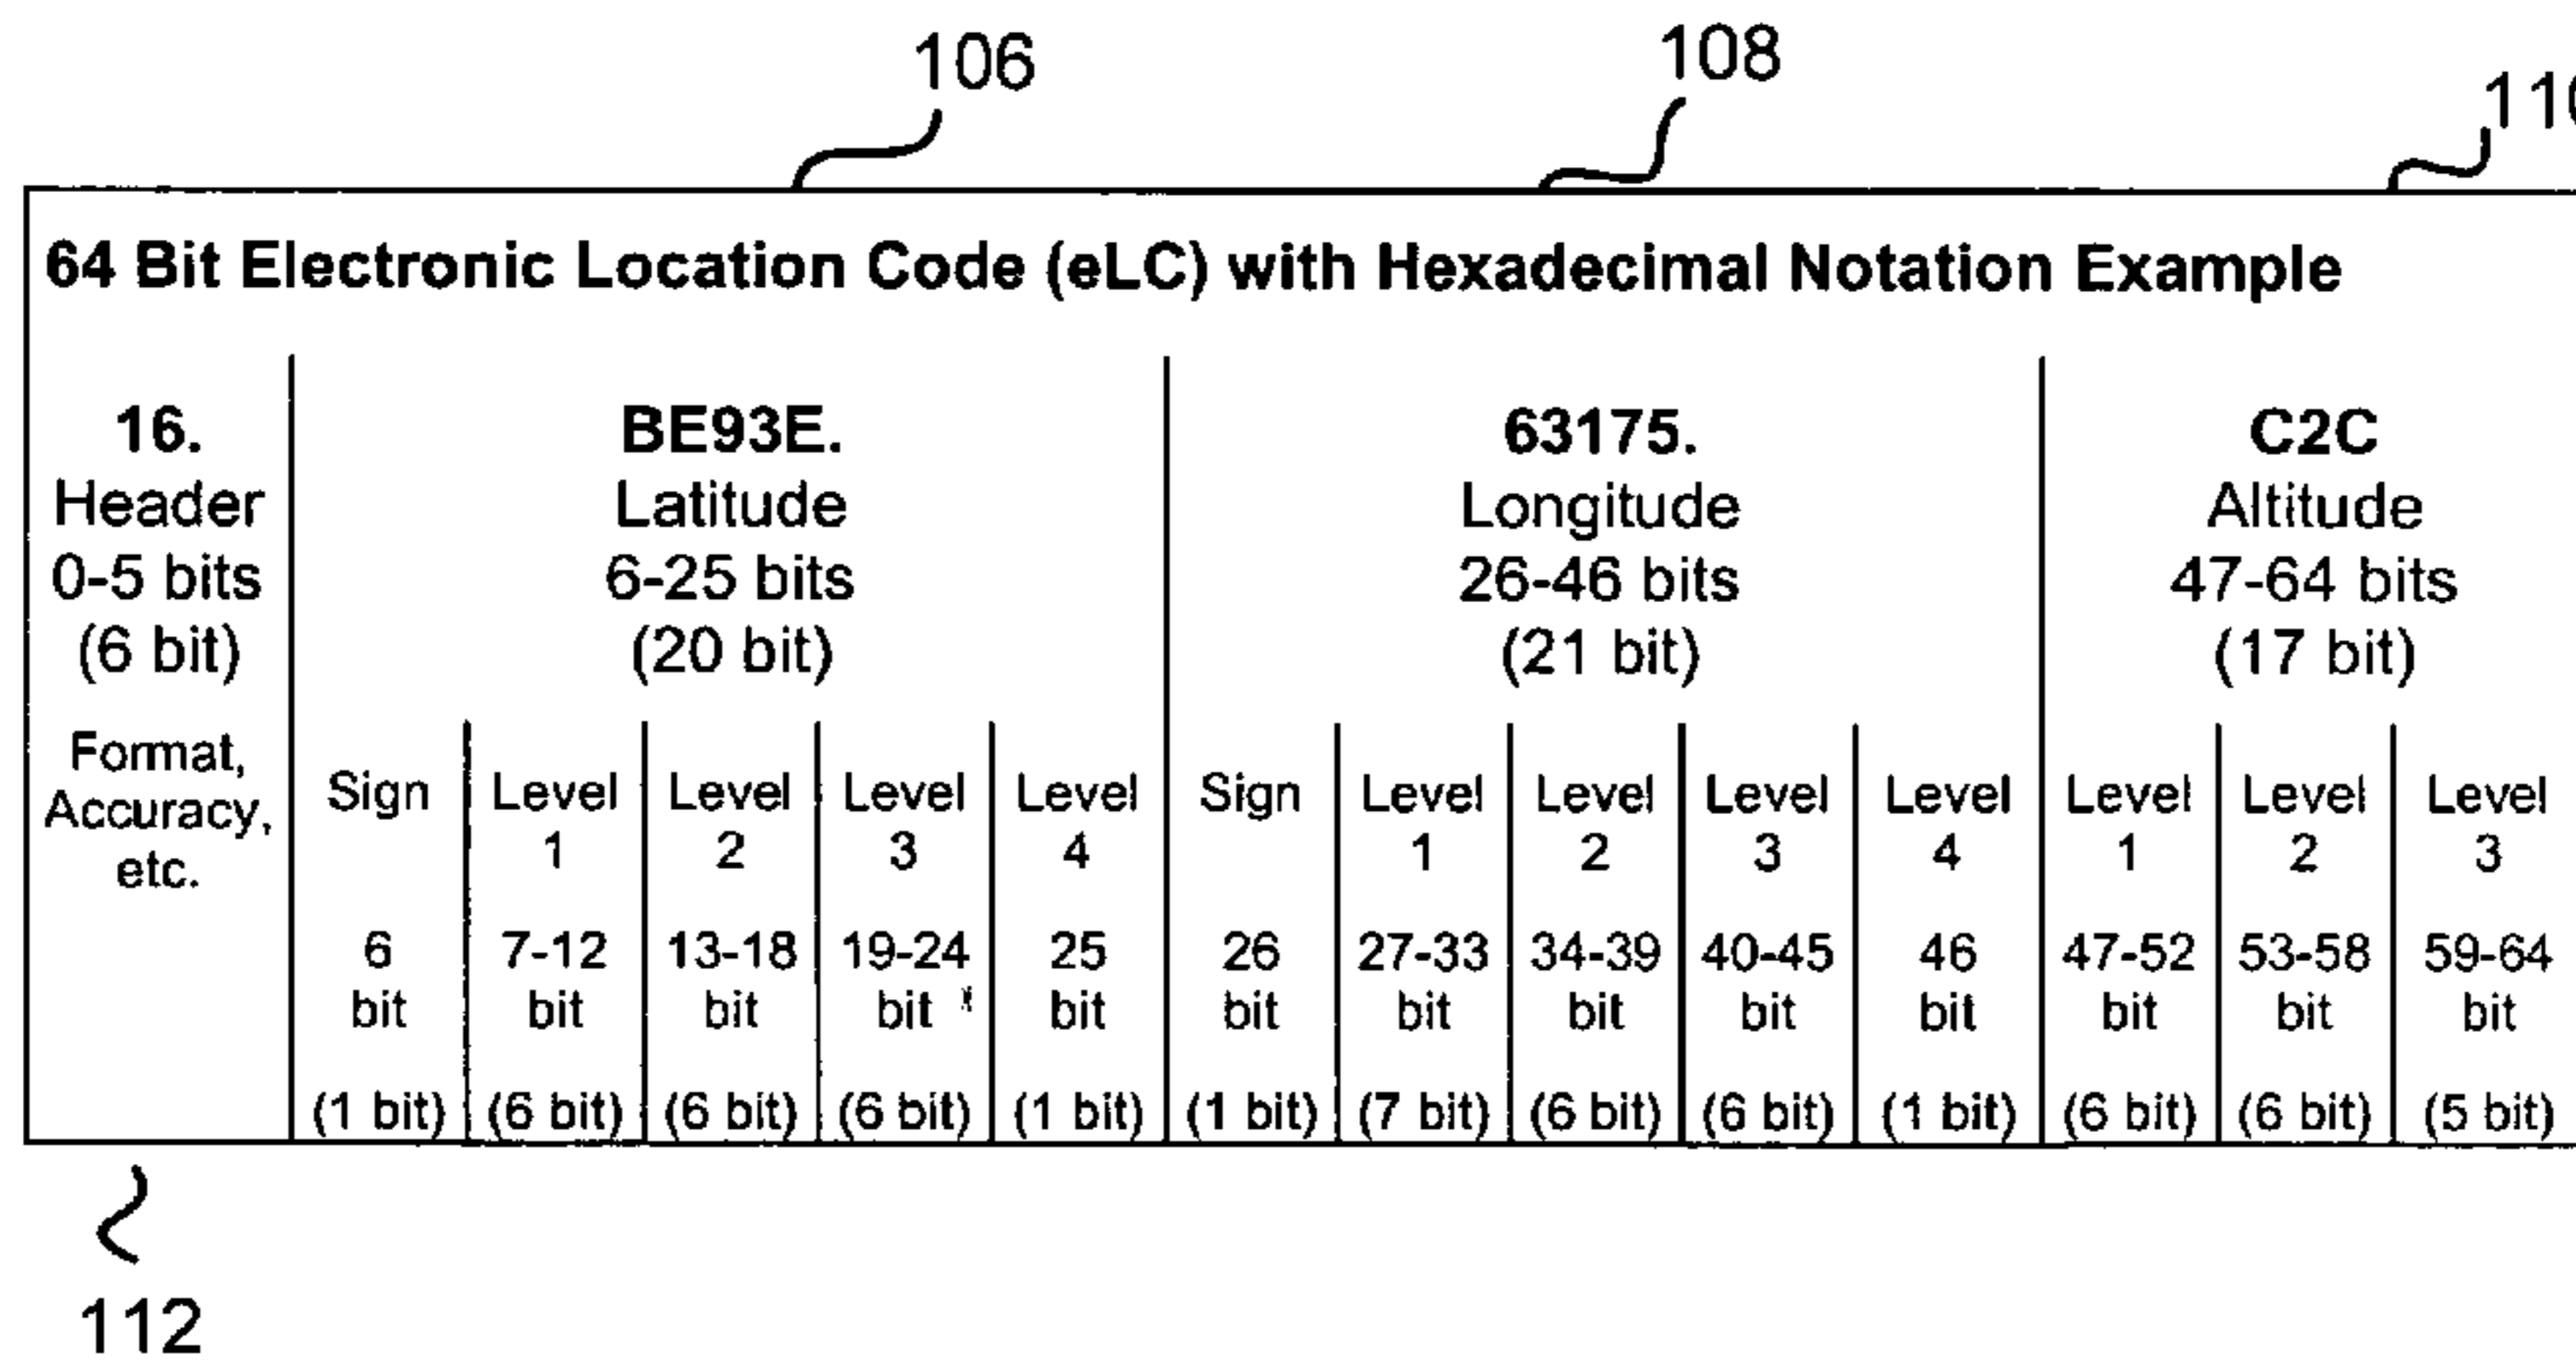 106 108 110
64 Bit Electronic Location Code (eLC) with Hexadecimal Notation Example
16. BE93E. 63175. C2C
Header Latitude Longitude Altitude
0-5 bits 6-25 bits 26-46 bits 47-64 bits
(6 bit) (20 bit) (21 bit) (17 bit)
Format,
Accuracy,
etc.
Sign Level Level Level Level Sign Level Level Level Level Level Level Level
1 2 3 4 1 2 3 4 1 2 3
6 7-12 13-18 19-24 25 26 27-33 34-39 40-45 46 47-52 53-58 59-64
bit bit bit bit bit bit bit bit bit bit bit bit bit
(1 bit) (6 bit) (6 bit) (6 bit) (1 bit) (1 bit) (7 bit) (6 bit) (6 bit) (1 bit) (6 bit) (6 bit) (5 bit)
112